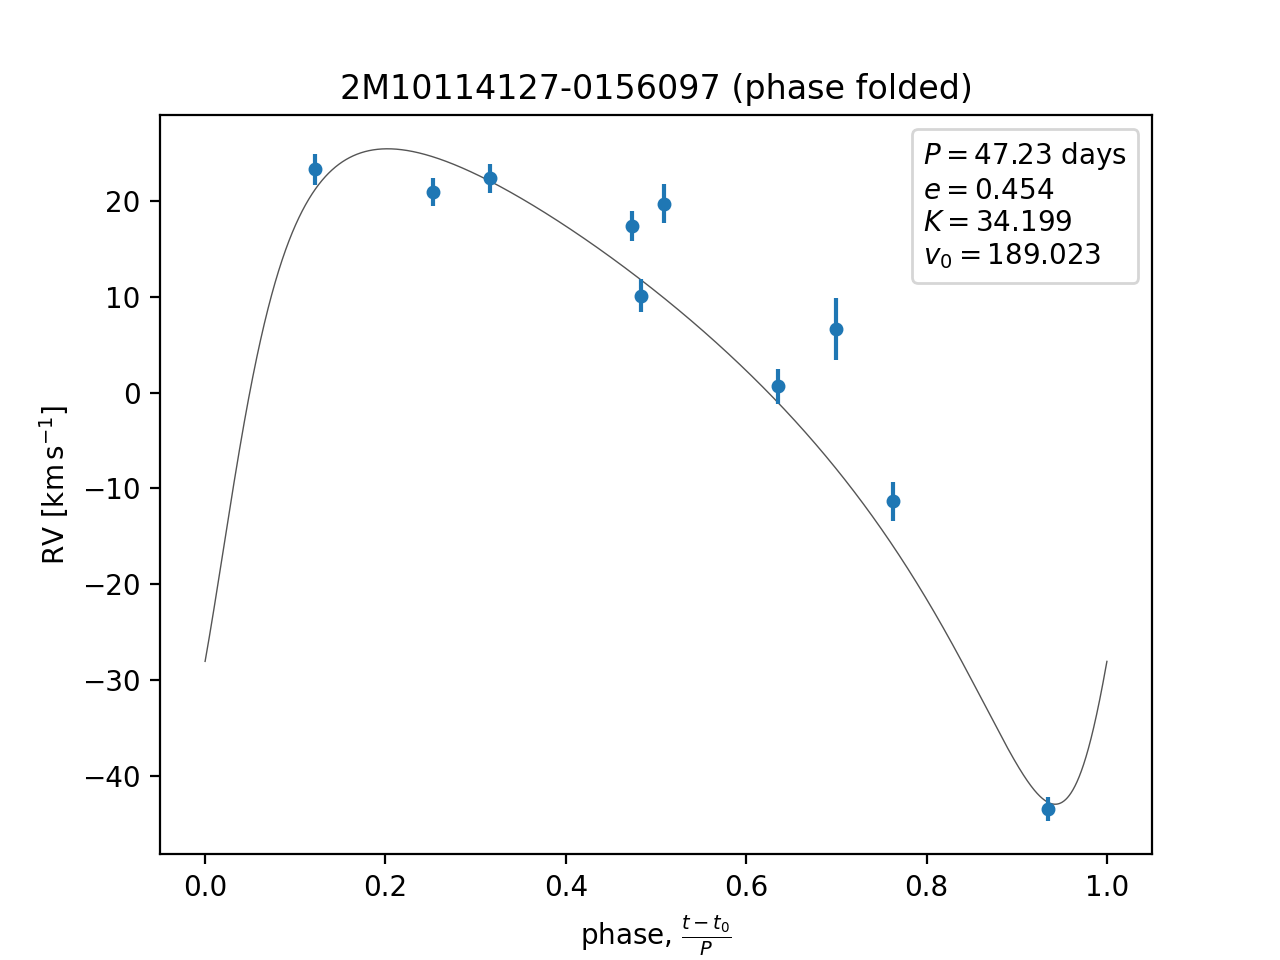 2M10114127-0156097 (phase folded)
P = 47.23 days
e = 0.454
K = 34.199
v₀ = 189.023
20
10
0
−10
−20
−30
−40
RV [km s⁻¹]
0.0 0.2 0.4 0.6 0.8 1.0
phase, (t − t₀)/P